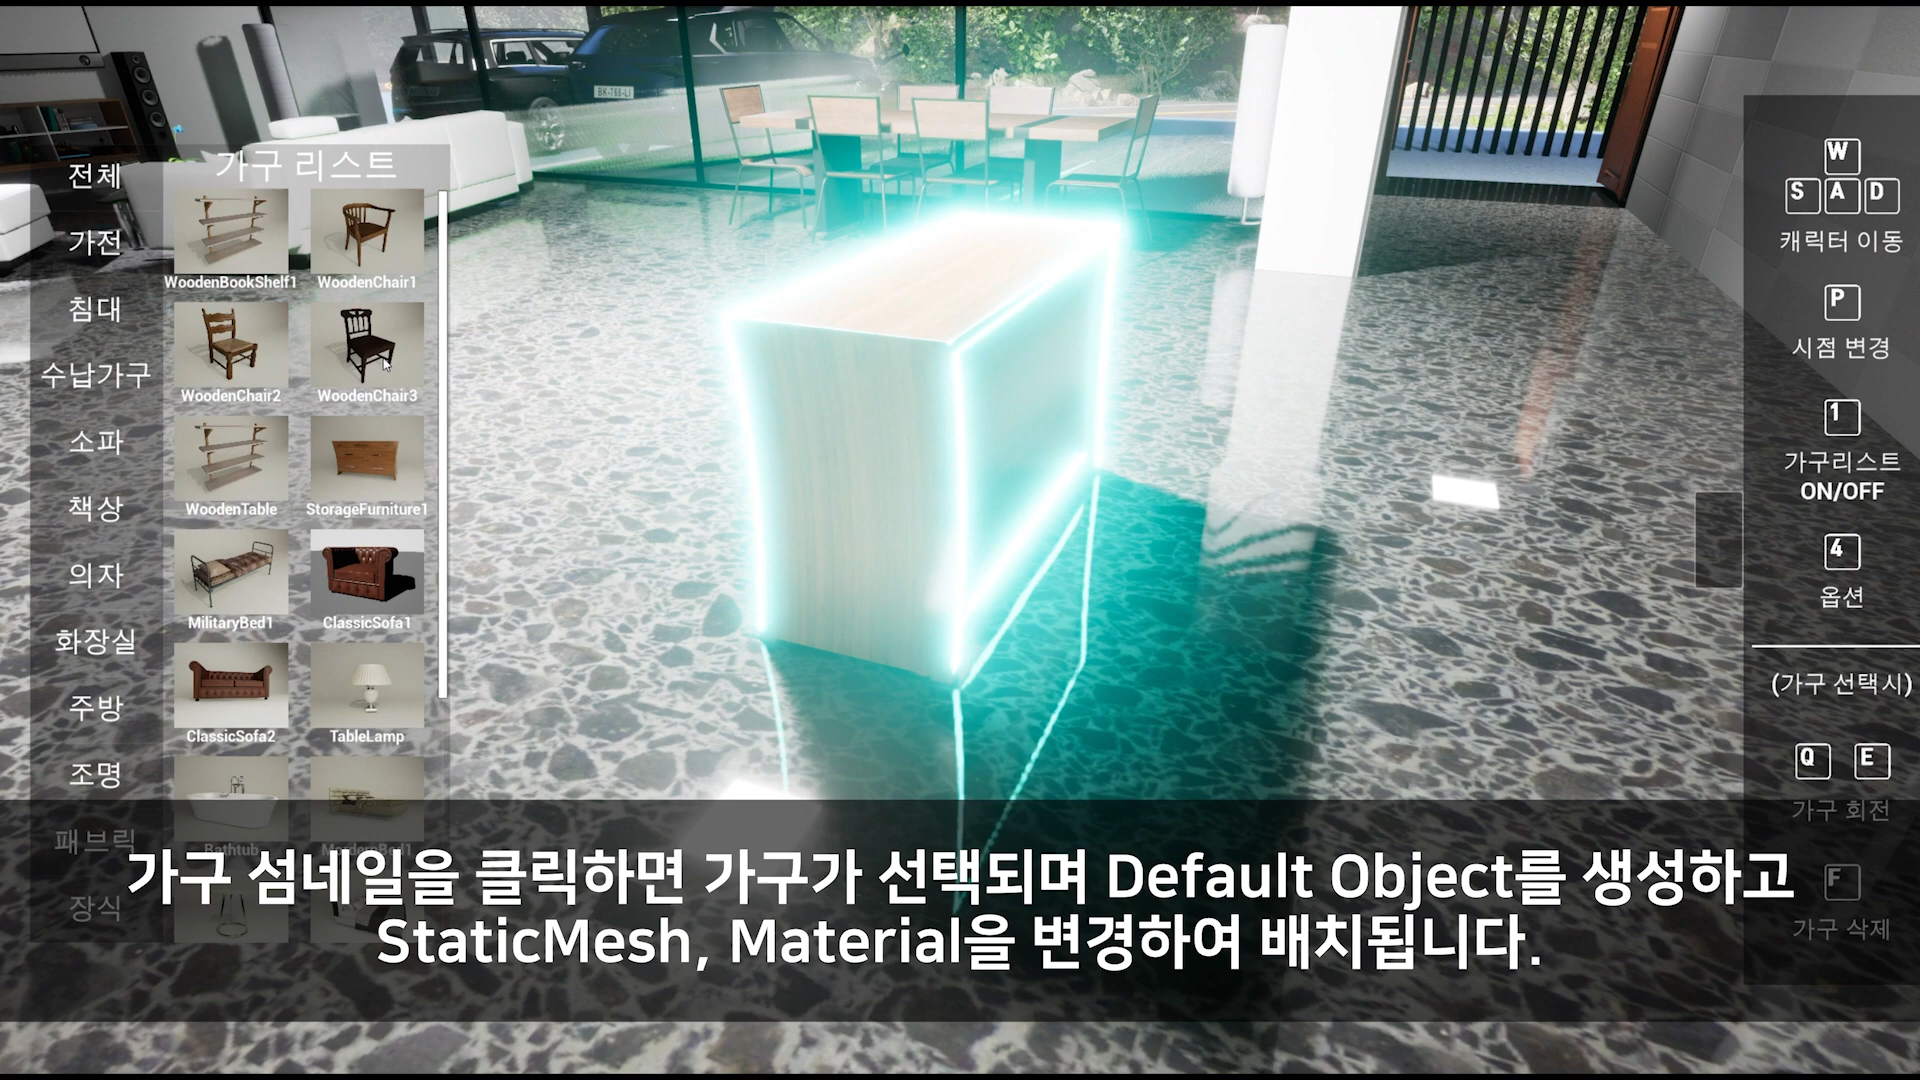 BK-768-LI
가구 리스트
전체
가전
침대
수납가구
소파
책상
의자
화장실
주방
조명
패브릭
장식
WoodenBookShelf1 WoodenChair1
WoodenChair2 WoodenChair3
WoodenTable StorageFurniture1
MilitaryBed1 ClassicSofa1
ClassicSofa2 TableLamp
Bathtub ModernBed1
W
S A D
캐릭터 이동
P
시점 변경
1
가구리스트
ON/OFF
4
옵션
(가구 선택시)
Q E
가구 회전
F
가구 삭제
가구 섬네일을 클릭하면 가구가 선택되며 Default Object를 생성하고
StaticMesh, Material을 변경하여 배치됩니다.